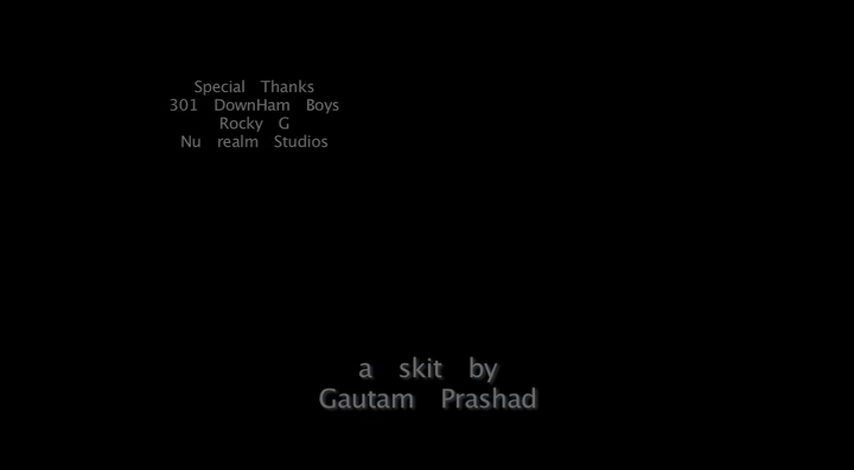 Special Thanks
301 DownHam Boys
Rocky G
Nu realm Studios
a skit by
Gautam Prashad